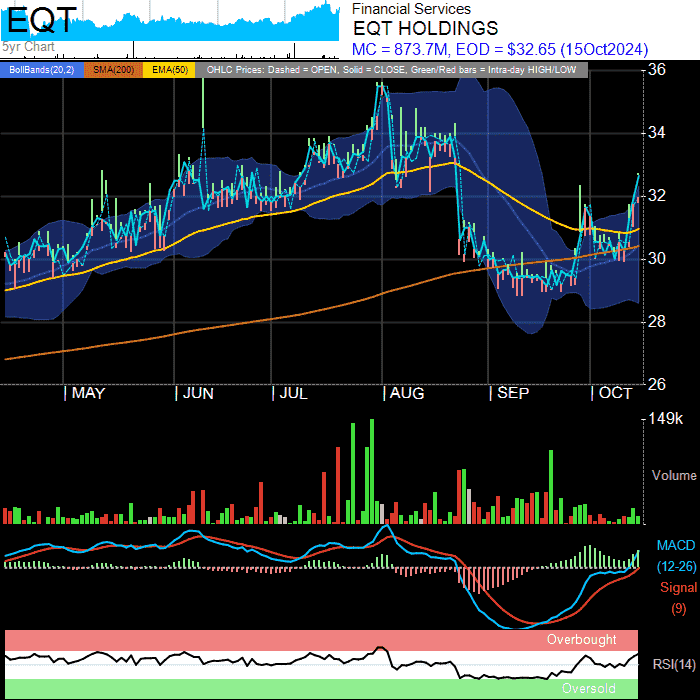 EQT
5yr Chart
Financial Services
EQT HOLDINGS
MC = 873.7M, EOD = $32.65 (15Oct2024)
BollBands(20,2) SMA(200) EMA(50) OHLC Prices: Dashed = OPEN, Solid = CLOSE, Green/Red bars = Intra-day HIGH/LOW
36
34
32
30
28
26
MAY JUN JUL AUG SEP OCT
149k
Volume
MACD
(12-26)
Signal
(9)
Overbought
RSI(14)
Oversold